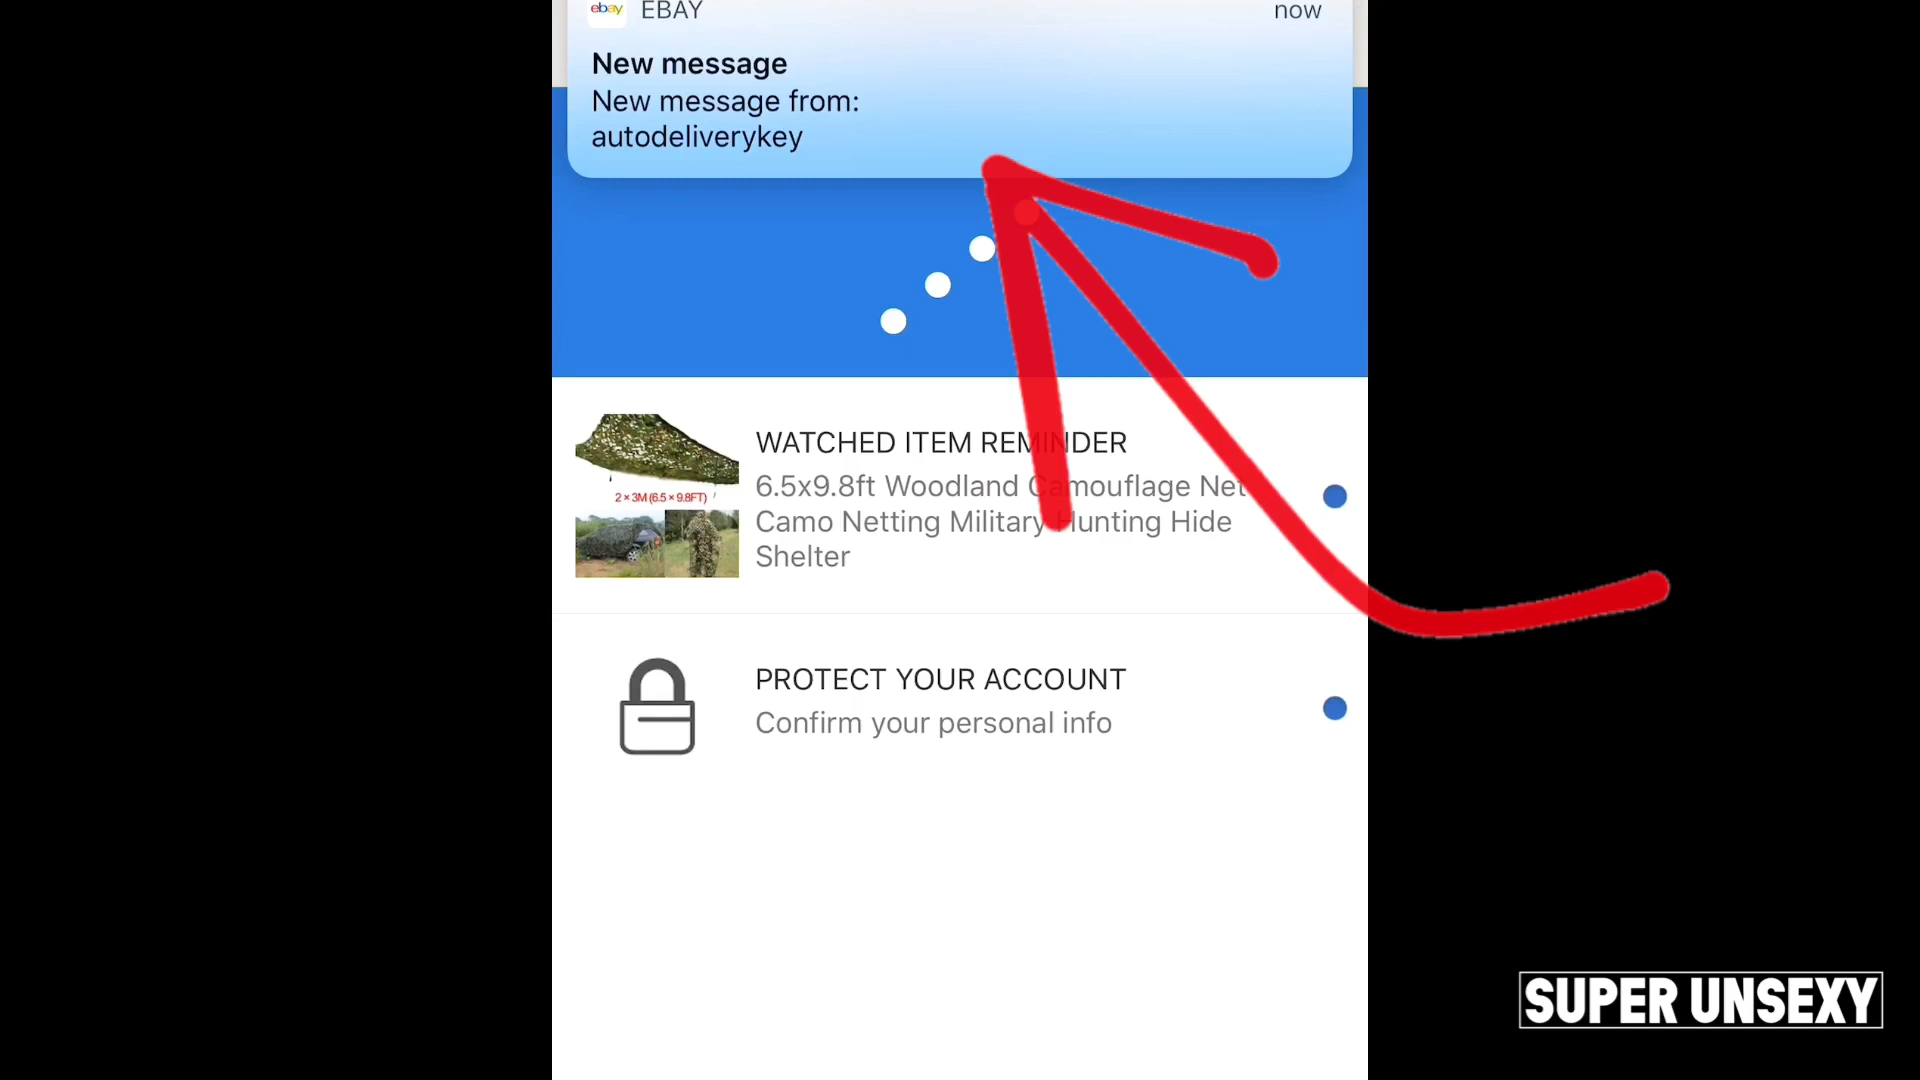 ebay EBAY now
New message
New message from:
autodeliverykey
WATCHED ITEM REMINDER
6.5x9.8ft Woodland Camouflage Net
Camo Netting Military Hunting Hide
Shelter
2 × 3M (6.5 × 9.8FT)
PROTECT YOUR ACCOUNT
Confirm your personal info
SUPER UNSEXY